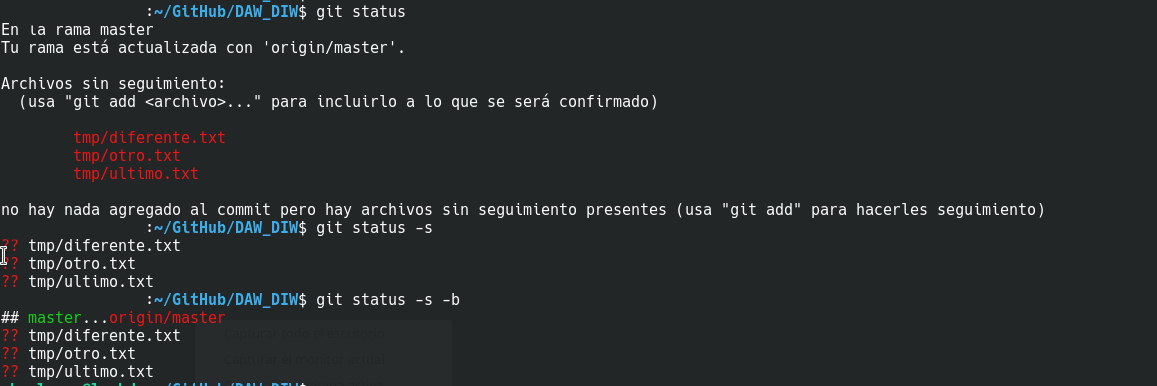 :~/GitHub/DAW_DIW$ git status
En la rama master
Tu rama está actualizada con 'origin/master'.
Archivos sin seguimiento:
(usa "git add <archivo>..." para incluirlo a lo que se será confirmado)
tmp/diferente.txt
tmp/otro.txt
tmp/ultimo.txt
no hay nada agregado al commit pero hay archivos sin seguimiento presentes (usa "git add" para hacerles seguimiento)
:~/GitHub/DAW_DIW$ git status -s
?? tmp/diferente.txt
?? tmp/otro.txt
?? tmp/ultimo.txt
:~/GitHub/DAW_DIW$ git status -s -b
## master...origin/master
?? tmp/diferente.txt
?? tmp/otro.txt
?? tmp/ultimo.txt